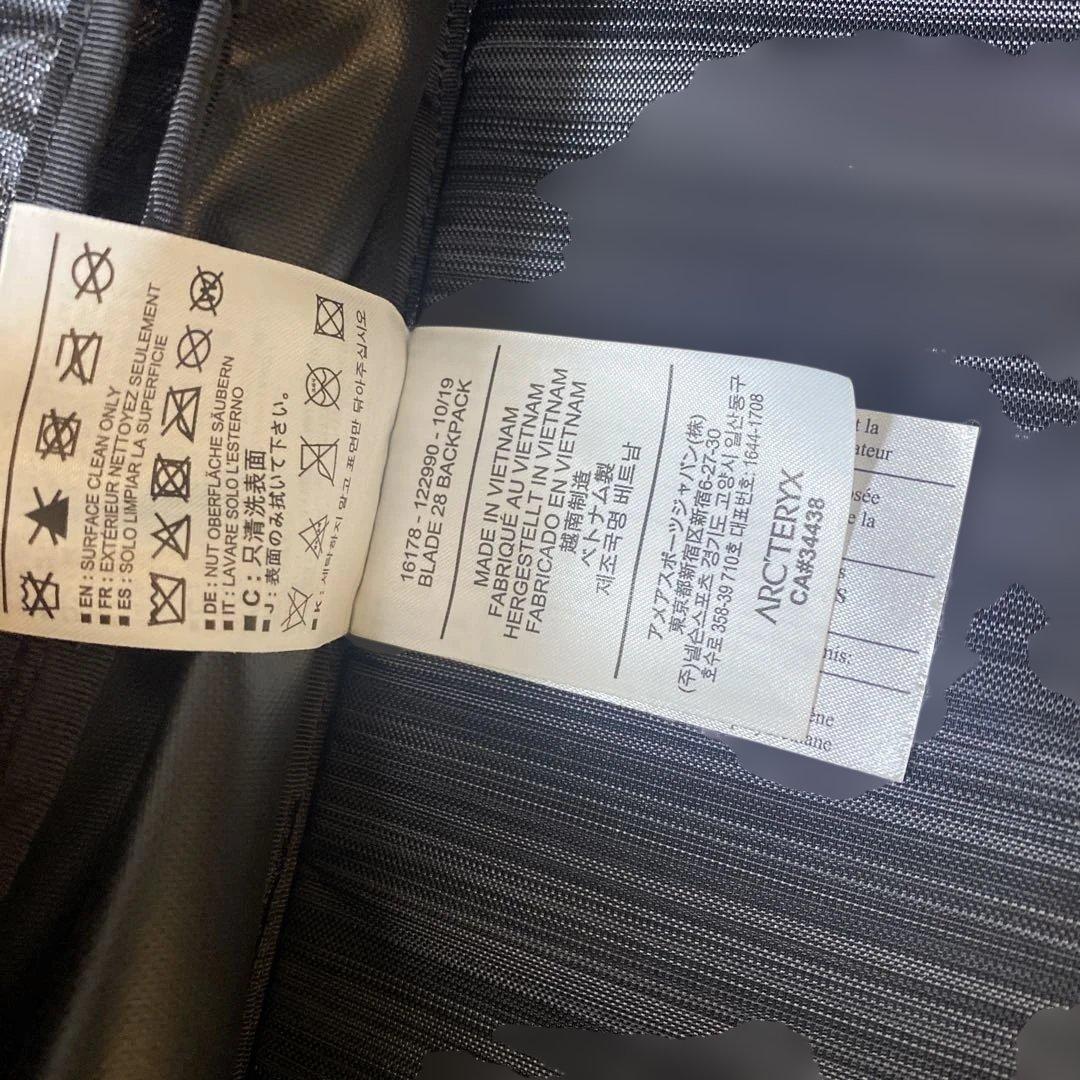 EN : SURFACE CLEAN ONLY
FR : EXTÉRIEUR NETTOYEZ SEULEMENT
ES : SOLO LIMPIAR LA SUPERFICIE
DE : NUT OBERFLÄCHE SÄUBERN
IT : LAVARE SOLO L'ESTERNO
C : 只清洗表面
J : 表面のみ拭いて下さい。
K : 세탁하지 말고 표면만 닦아주십시오
16178 - 122990 - 10/19
BLADE 28 BACKPACK
MADE IN VIETNAM
FABRIQUÉ AU VIETNAM
HERGESTELLT IN VIETNAM
FABRICADO EN VIETNAM
越南制造
ベトナム製
제조국명 베트남
アメアスポーツジャパン(株)
東京都新宿区新宿6-27-30
(주)넬슨스포츠 경기도 고양시 일산동구
호수로 358-39 710호 대표번호: 1644-1708
ARC'TERYX
CA#34438
la